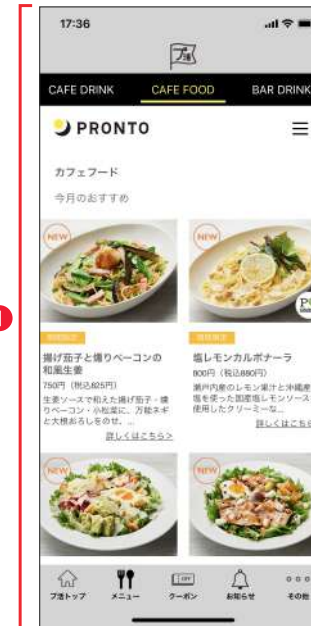 17:36
CAFE DRINK
CAFE FOOD
BAR DRINK
PRONTO
カフェフード
今月のおすすめ
NEW
NEW
期間限定
期間限定
揚げ茄子と燻りベーコンの
和風生姜
750円（税込825円）
生姜ソースで和えた揚げ茄子・燻
りベーコン・小松菜に、万能ネギ
と大根おろしをのせ、...
詳しくはこちら>
塩レモンカルボナーラ
800円（税込880円）
瀬戸内産のレモン果汁と沖縄産
塩を使った国産塩レモンソース
使用したクリーミーな...
詳しくはこちら
NEW
NEW
プ活トップ
メニュー
クーポン
お知らせ
その他